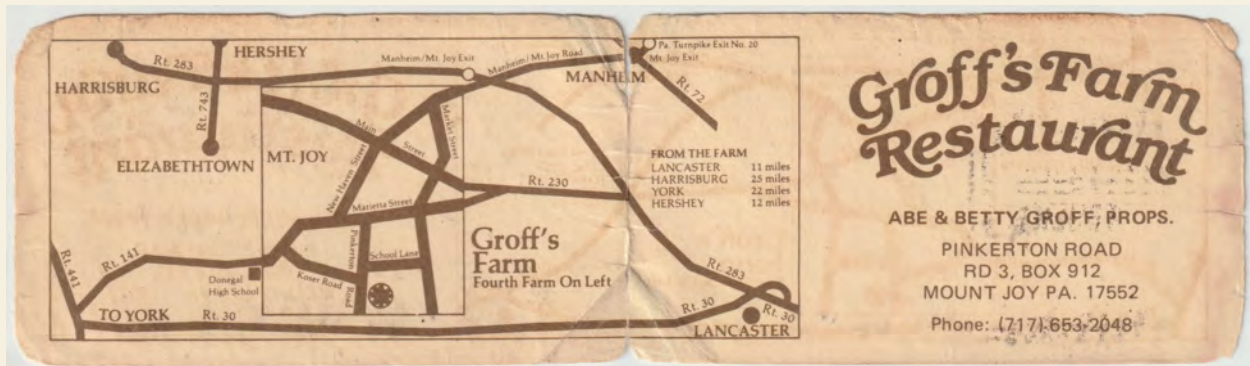 Rt. 283
HERSHEY
HARRISBURG
Rt. 743
ELIZABETHTOWN
Manheim/Mt. Joy Exit
Manheim/Mt. Joy Road
MANHEIM
Pa. Turnpike Exit No. 20
Mt. Joy Exit
Rt. 72
MT. JOY
Main
Street
Market Street
New Haven Street
Marietta Street
Rt. 230
FROM THE FARM
LANCASTER 11 miles
HARRISBURG 25 miles
YORK 22 miles
HERSHEY 12 miles
Rt. 441
Rt. 141
Donegal
High School
Koser Road
Pinkerton
Road
School Lane
Groff's
Farm
Fourth Farm On Left
Rt. 283
TO YORK
Rt. 30
Rt. 30
Rt. 30
LANCASTER
Groff's Farm
Restaurant
ABE & BETTY GROFF, PROPS.
PINKERTON ROAD
RD 3, BOX 912
MOUNT JOY PA. 17552
Phone: (717)-653-2048